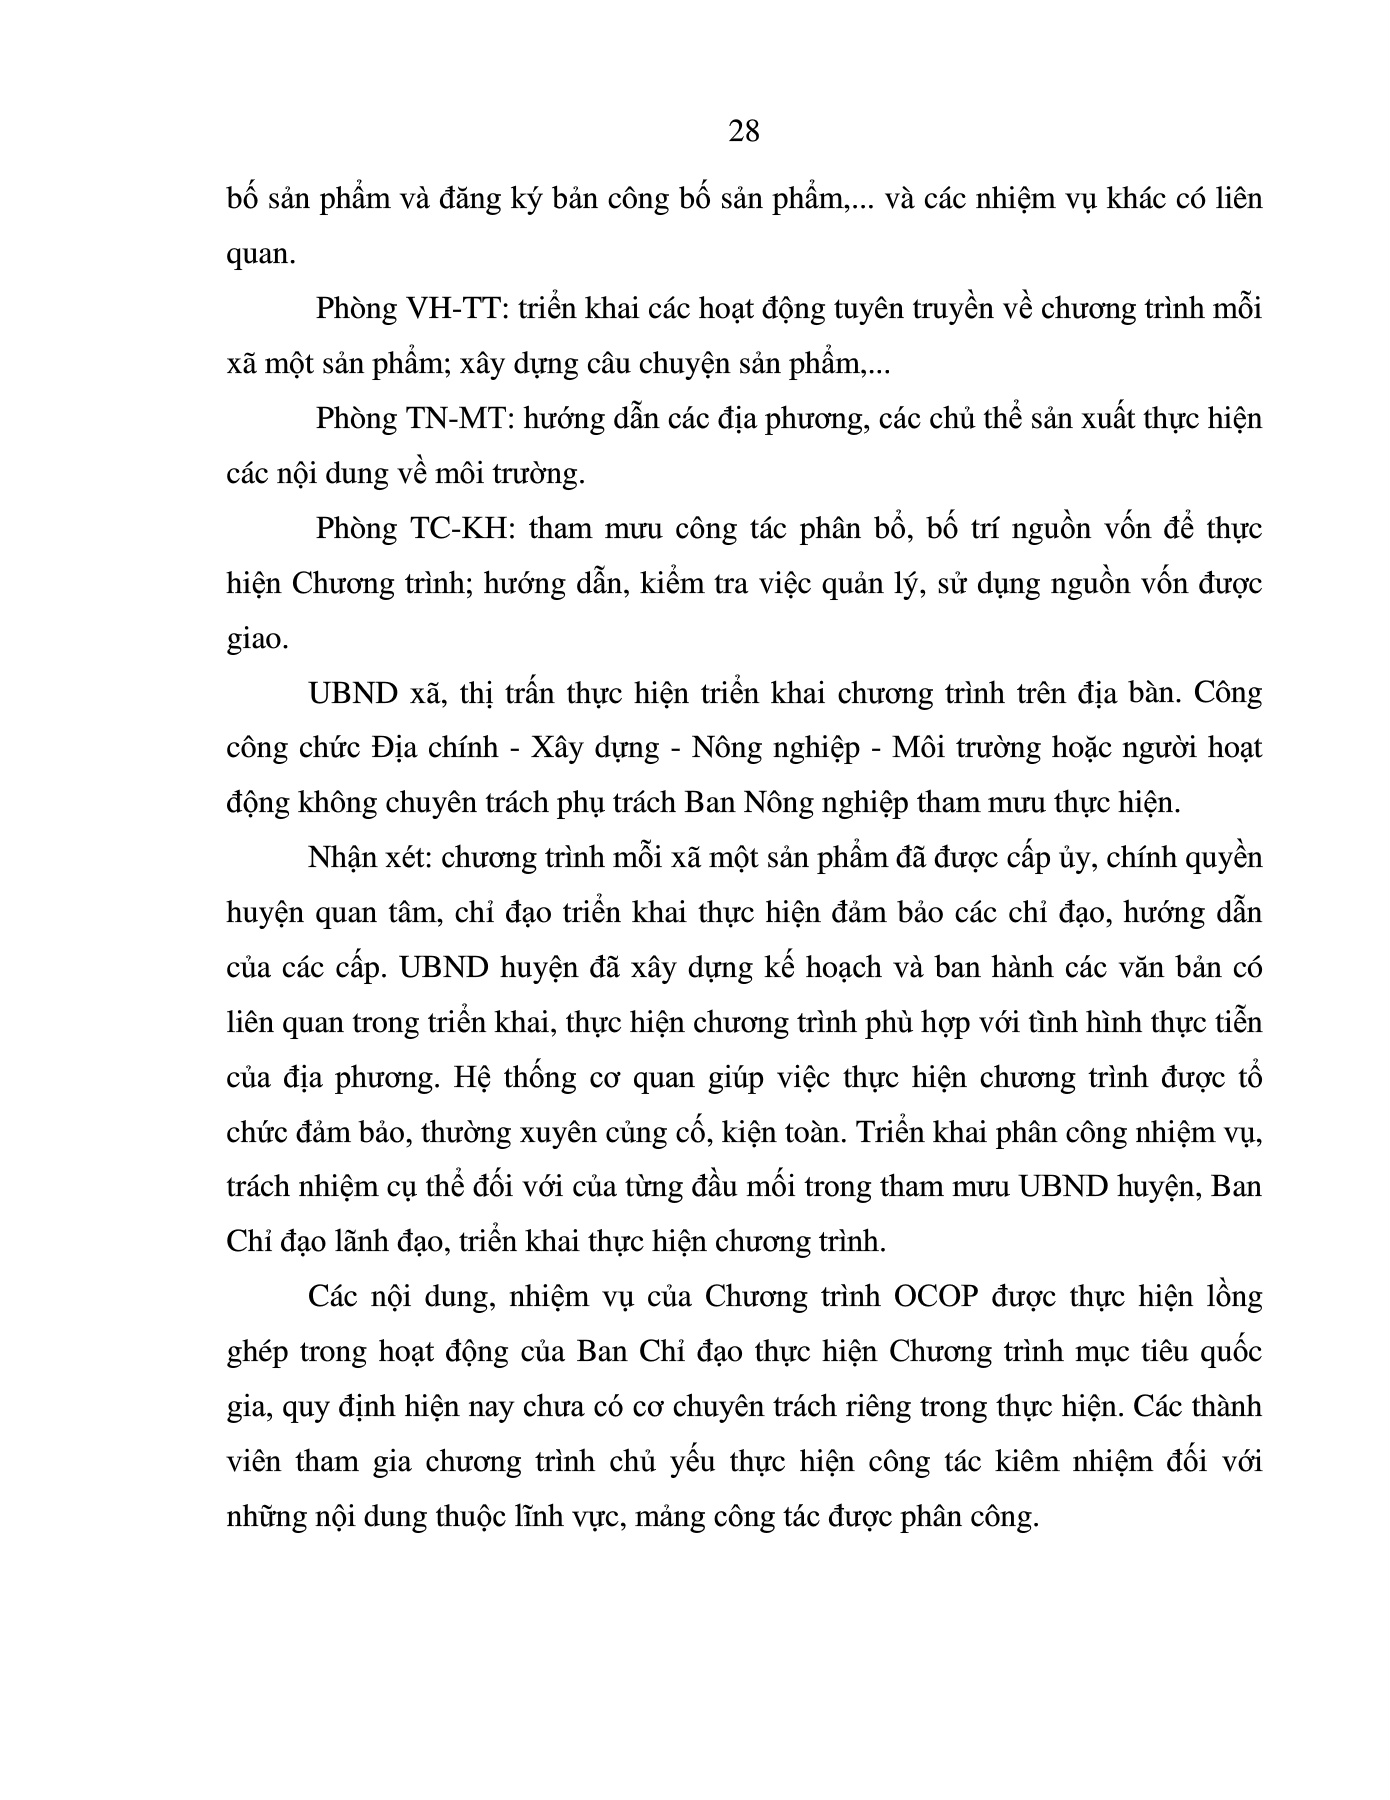 28
bố sản phẩm và đăng ký bản công bố sản phẩm,... và các nhiệm vụ khác có liên
quan.
Phòng VH-TT: triển khai các hoạt động tuyên truyền về chương trình mỗi
xã một sản phẩm; xây dựng câu chuyện sản phẩm,...
Phòng TN-MT: hướng dẫn các địa phương, các chủ thể sản xuất thực hiện
các nội dung về môi trường.
Phòng TC-KH: tham mưu công tác phân bổ, bố trí nguồn vốn để thực
hiện Chương trình; hướng dẫn, kiểm tra việc quản lý, sử dụng nguồn vốn được
giao.
UBND xã, thị trấn thực hiện triển khai chương trình trên địa bàn. Công
công chức Địa chính - Xây dựng - Nông nghiệp - Môi trường hoặc người hoạt
động không chuyên trách phụ trách Ban Nông nghiệp tham mưu thực hiện.
Nhận xét: chương trình mỗi xã một sản phẩm đã được cấp ủy, chính quyền
huyện quan tâm, chỉ đạo triển khai thực hiện đảm bảo các chỉ đạo, hướng dẫn
của các cấp. UBND huyện đã xây dựng kế hoạch và ban hành các văn bản có
liên quan trong triển khai, thực hiện chương trình phù hợp với tình hình thực tiễn
của địa phương. Hệ thống cơ quan giúp việc thực hiện chương trình được tổ
chức đảm bảo, thường xuyên củng cố, kiện toàn. Triển khai phân công nhiệm vụ,
trách nhiệm cụ thể đối với của từng đầu mối trong tham mưu UBND huyện, Ban
Chỉ đạo lãnh đạo, triển khai thực hiện chương trình.
Các nội dung, nhiệm vụ của Chương trình OCOP được thực hiện lồng
ghép trong hoạt động của Ban Chỉ đạo thực hiện Chương trình mục tiêu quốc
gia, quy định hiện nay chưa có cơ chuyên trách riêng trong thực hiện. Các thành
viên tham gia chương trình chủ yếu thực hiện công tác kiêm nhiệm đối với
những nội dung thuộc lĩnh vực, mảng công tác được phân công.